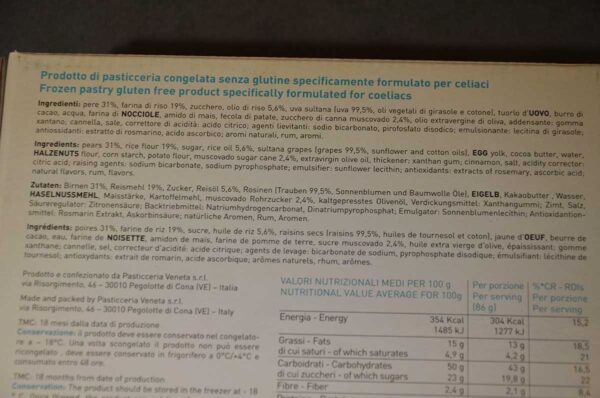 Prodotto di pasticceria congelata senza glutine specificamente formulato per celiaci
Frozen pastry gluten free product specifically formulated for coeliacs
Ingredienti: pere 31%, farina di riso 19%, zucchero, olio di riso 5,6%, uva sultana (uva 99,5%, oli vegetali di girasole e cotone), tuorlo d'UOVO, burro di
cacao, acqua, farina di NOCCIOLE, amido di mais, fecola di patate, zucchero di canna muscovado 2,4%, olio extravergine di oliva, addensante: gomma
xantano; cannella, sale, correttore di acidità: acido citrico; agenti lievitanti: sodio bicarbonato, pirofosfato disodico; emulsionante: lecitina di girasole;
antiossidanti: estratto di rosmarino, acido ascorbico; aromi naturali, rum, aromi.
Ingredients: pears 31%, rice flour 19%, sugar, rice oil 5,6%, sultana grapes (grapes 99,5%, sunflower and cotton oils), EGG yolk, cocoa butter, water,
HALZENUTS flour, corn starch, potato flour, muscovado sugar cane 2,4%, extravirgin olive oil, thickener: xanthan gum; cinnamon, salt, acidity corrector:
citric acid; raising agents: sodium bicarbonate, sodium pyrophosphate; emulsifier: sunflower lecithin; antioxidants: extracts of rosemary, ascorbic acid;
natural flavors, rum, flavors.
Zutaten: Birnen 31%, Reismehl 19%, Zucker, Reisöl 5,6%, Rosinen (Trauben 99,5%, Sonnenblumen und Baumwolle Öle), EIGELB, Kakaobutter, Wasser,
HASELNUSSMEHL, Maisstärke, Kartoffelmehl, muscovado Rohrzucker 2,4%, kaltgepresstes Olivenöl, Verdickungsmittel: Xanthangummi; Zimt, Salz,
Säureregulator: Zitronensäure; Backtriebmittel: Natriumhydrogencarbonat, Dinatriumpyrophosphat; Emulgator: Sonnenblumenlecithin; Antioxidantion-
smittel: Rosmarin Extrakt, Askorbinsäure; natürliche Aromen, Rum, Aromen.
Ingrédients: poires 31%, farine de riz 19%, sucre, huile de riz 5,6%, raisins secs (raisins 99,5%, huiles de tournesol et coton), jaune d'OEUF, beurre de
cacao, eau, farine de NOISETTE, amidon de maïs, farine de pomme de terre, sucre muscovado 2,4%, huile extra vierge d'olive, épaississant: gomme
xanthane; cannelle, sel, correcteur d'acidité: acide citrique; agents de levage: bicarbonate de sodium, pyrophosphate disodique; émulsifiant: lécithine de
tournesol; antioxydants: extrait de romarin, acide ascorbique; arômes naturels, rhum, arômes.
Prodotto e confezionato da Pasticceria Veneta s.r.l.
via Risorgimento, 46 – 30010 Pegolotte di Cona (VE) – Italia
Made and packed by Pasticceria Veneta s.r.l.
via Risorgimento, 46 – 30010 Pegolotte di Cona (VE) – Italy
TMC: 18 mesi dalla data di produzione
Conservazione: il prodotto deve essere conservato nel congelato-
re a – 18°C. Una volta scongelato il prodotto non può essere
ricongelato , deve essere conservato in frigorifero a 0°C/+4°C e
consumato entro 48 ore.
TMC: 18 months from date of production
Conservation: The product should be stored in the freezer at - 18
VALORI NUTRIZIONALI MEDI PER 100 g
NUTRITIONAL VALUE AVERAGE FOR 100g
Per porzione
Per serving
(86 g)
%*CR - RDIs
Per porzione
Per serving
Energia - Energy 354 Kcal 304 Kcal 15,2
1485 kJ 1277 kJ
Grassi - Fats 15 g 13 g 18,5
di cui saturi - of which saturates 4,9 g 4,2 g 21
Carboidrati - Carbohydrates 50 g 43 g 16,5
di cui zuccheri - of which sugars 23 g 19,8 g 22
Fibre - Fiber 2,4 g 2,1 g 8,4